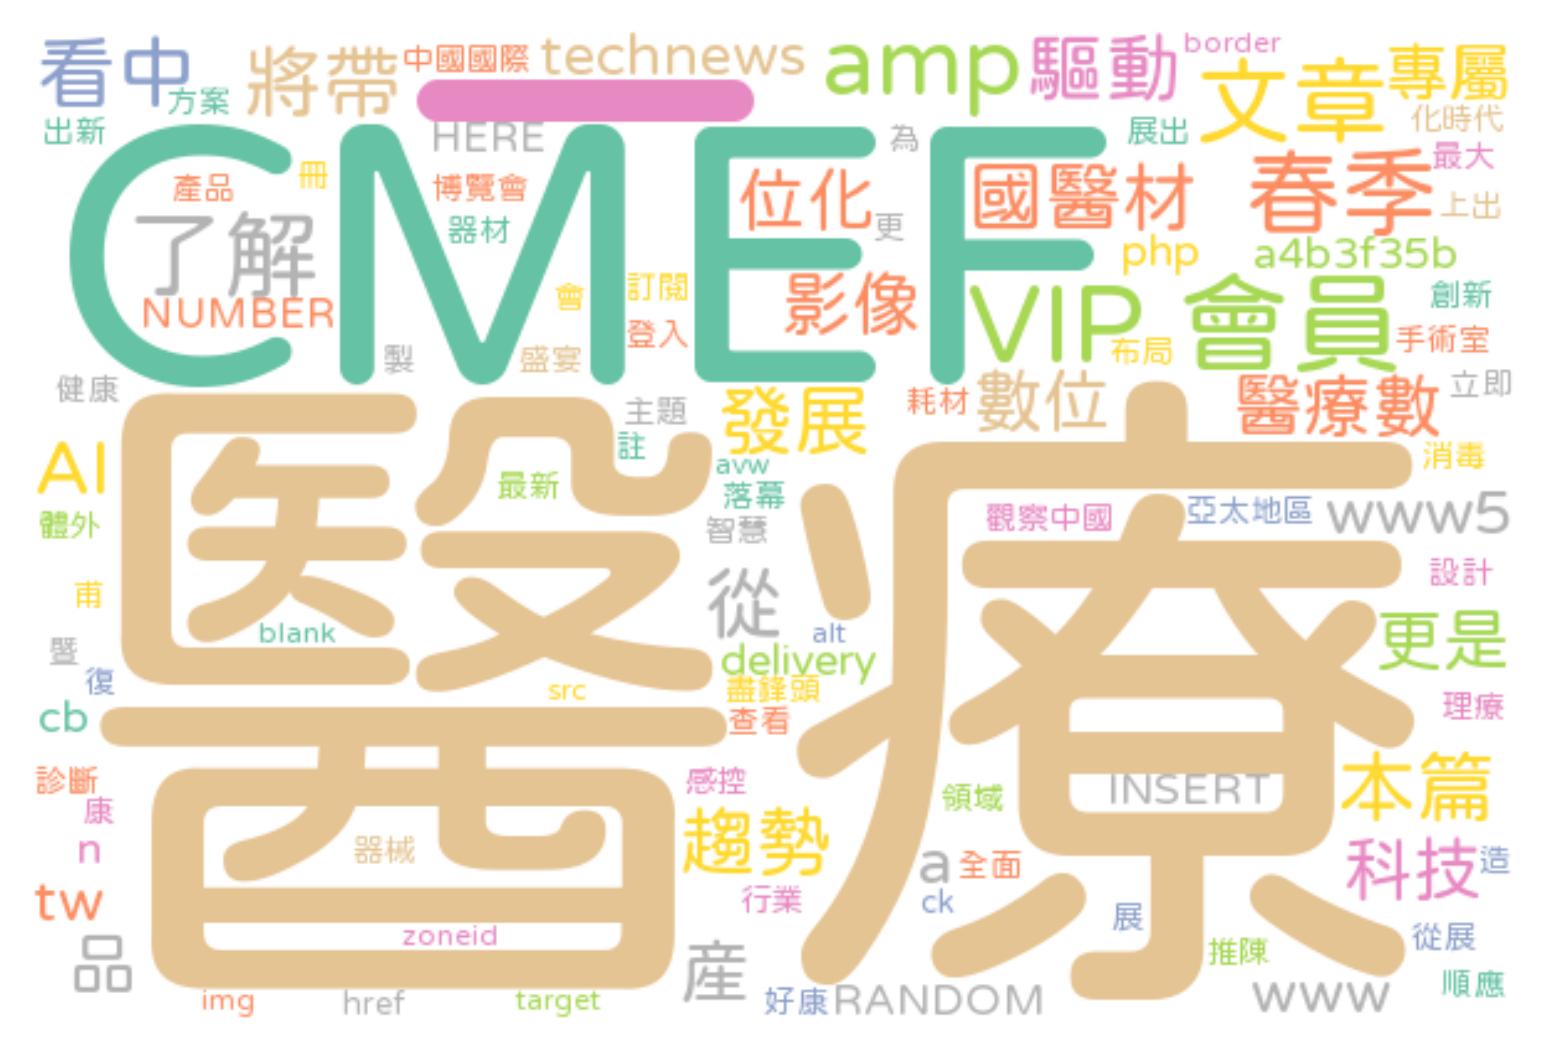 看中
將帶
中國國際
technews
amp
驅動
border
文章
專屬
方案
出新
HERE
CMEF
為
展出
化時代
最大
產品
冊
博覽會
位化
國醫材
春季
上出
了解
器材
更
php
a4b3f35b
NUMBER
會
訂閱
影像
VIP
會員
創新
登入
布局
手術室
製
盛宴
健康
主題
發展
耗材
數位
醫療數
立即
醫療
AI
註
avw
消毒
最新
落幕
體外
智慧
觀察中國
亞太地區
www5
甫
從
設計
blank
alt
暨
delivery
更是
復
src
盡鋒頭
cb
查看
理療
診斷
感控
INSERT
本篇
康
領域
趨勢
n
器械
a
全面
科技
造
tw
行業
ck
展
zoneid
從展
品
産
推陳
img
href
target
好康
RANDOM
www
順應